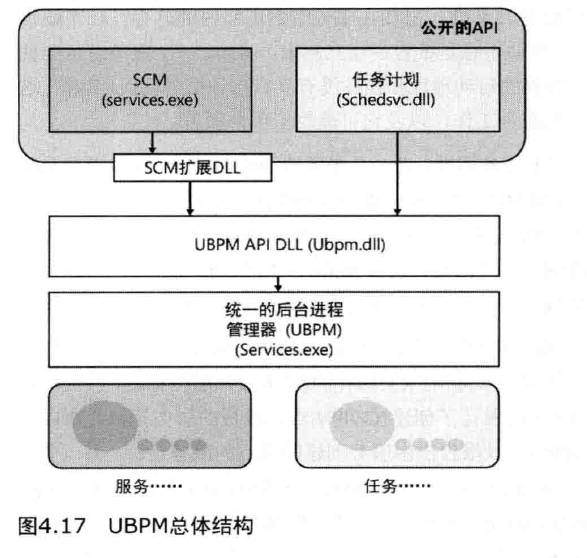 公开的API
SCM
(services.exe)
任务计划
(Schedsvc.dll)
SCM扩展DLL
UBPM API DLL (Ubpm.dll)
统一的后台进程
管理器 (UBPM)
(Services.exe)
服务……
任务……
图4.17 UBPM总体结构